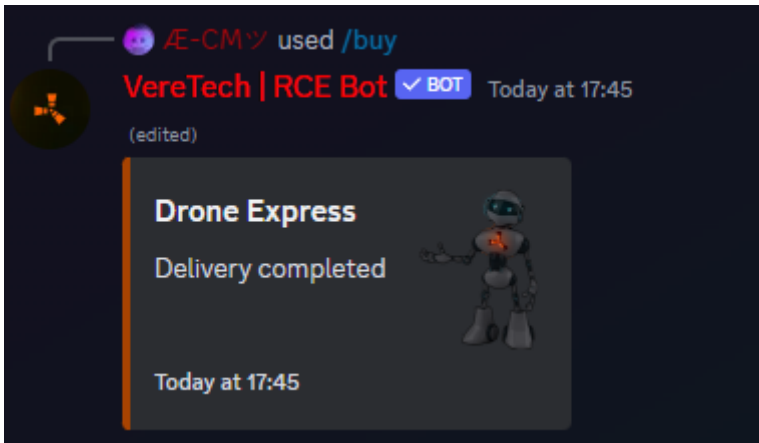 Æ-CMツ used /buy
VereTech | RCE Bot ✓ BOT Today at 17:45
(edited)
Drone Express
Delivery completed
Today at 17:45